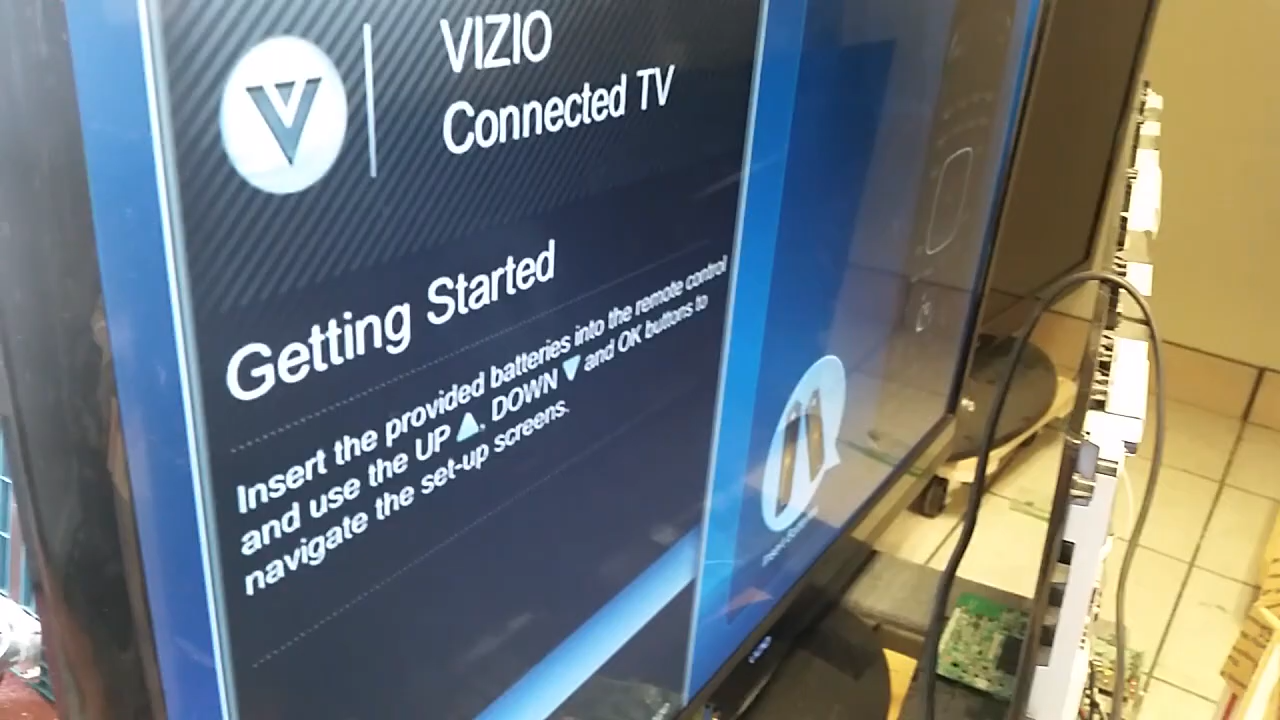 VIZIO
Connected TV
Getting Started
Insert the provided batteries into the remote control
and use the UP ▲, DOWN ▼ and OK buttons to
navigate the set-up screens.